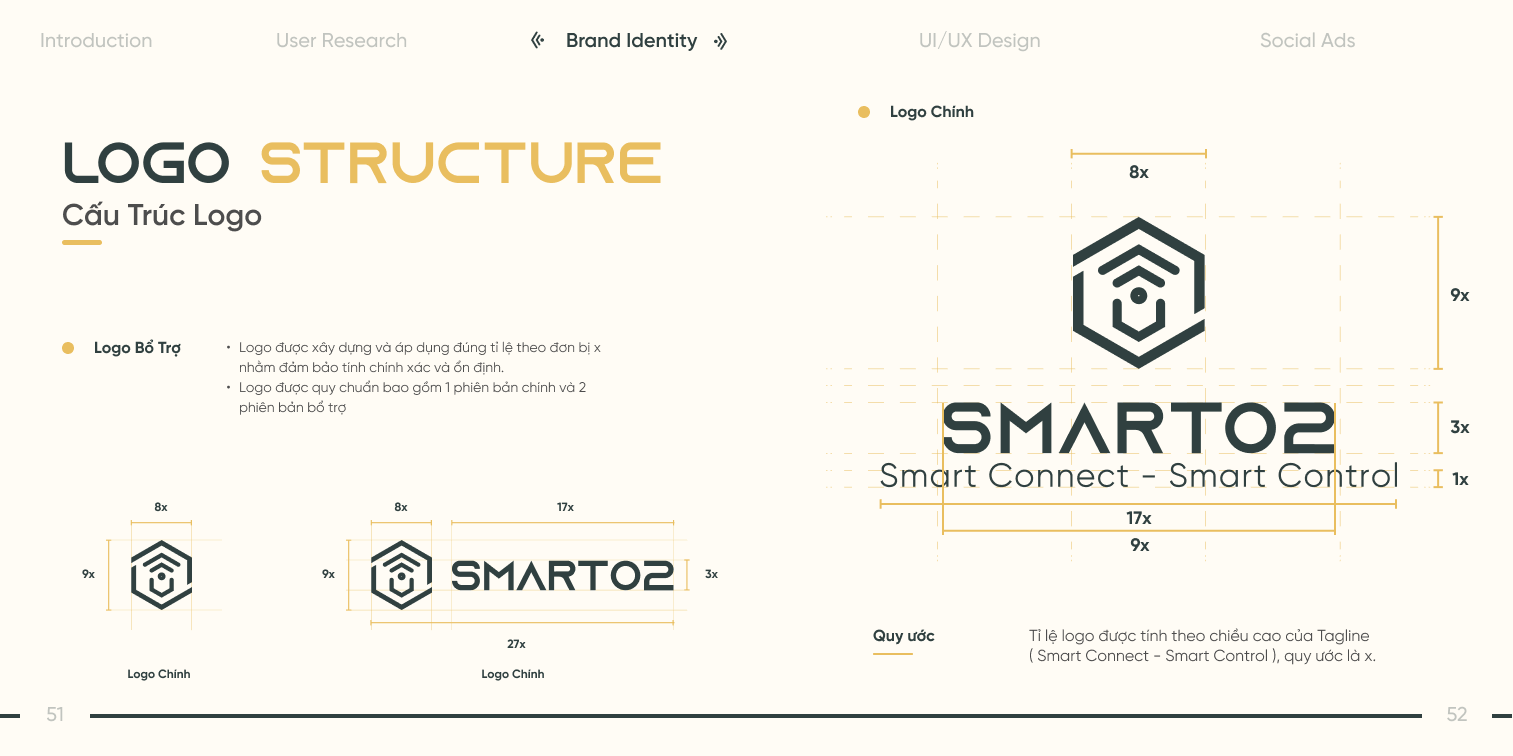 Introduction
User Research
Brand Identity
UI/UX Design
Social Ads
LOGO STRUCTURE
Cấu Trúc Logo
Logo Bổ Trợ
• Logo được xây dựng và áp dụng đúng tỉ lệ theo đơn bị x
nhằm đảm bảo tính chính xác và ổn định.
• Logo được quy chuẩn bao gồm 1 phiên bản chính và 2
phiên bản bổ trợ
8x
9x
Logo Chính
8x
17x
9x
SMARTO2
3x
27x
Logo Chính
51
Logo Chính
8x
9x
SMARTO2
3x
Smart Connect - Smart Control
1x
17x
9x
Quy ước
Tỉ lệ logo được tính theo chiều cao của Tagline
( Smart Connect - Smart Control ), quy ước là x.
52